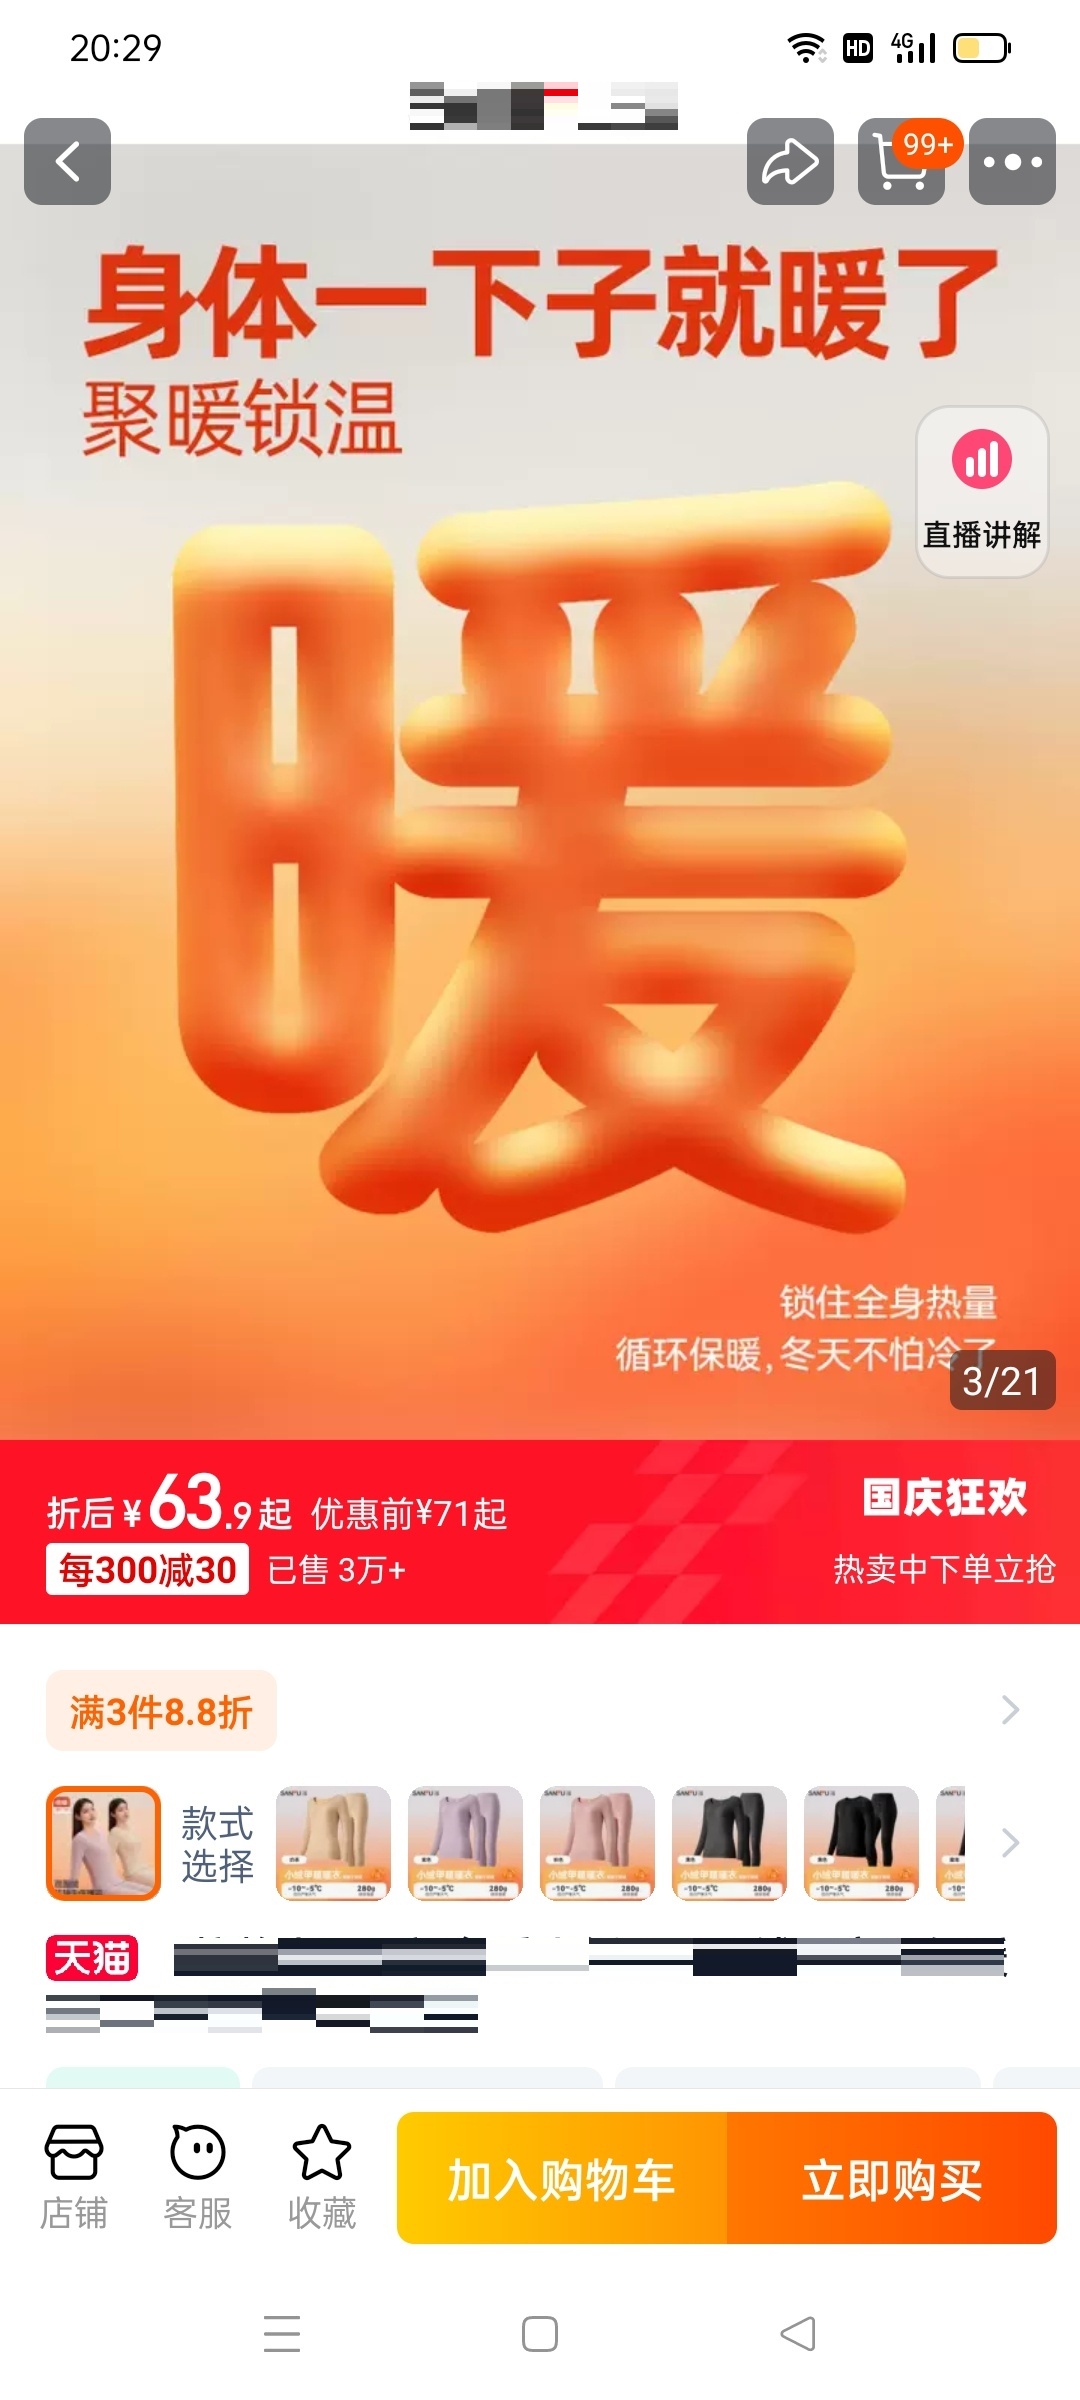 20:29
HD
4G
99+
身体一下子就暖了
聚暖锁温
直播讲解
暖
锁住全身热量
循环保暖,冬天不怕冷了
3/21
折后¥63.9起 优惠前¥71起
国庆狂欢
每300减30 已售 3万+
热卖中下单立抢
满3件8.8折
款式
选择
天猫
店铺
客服
收藏
加入购物车
立即购买